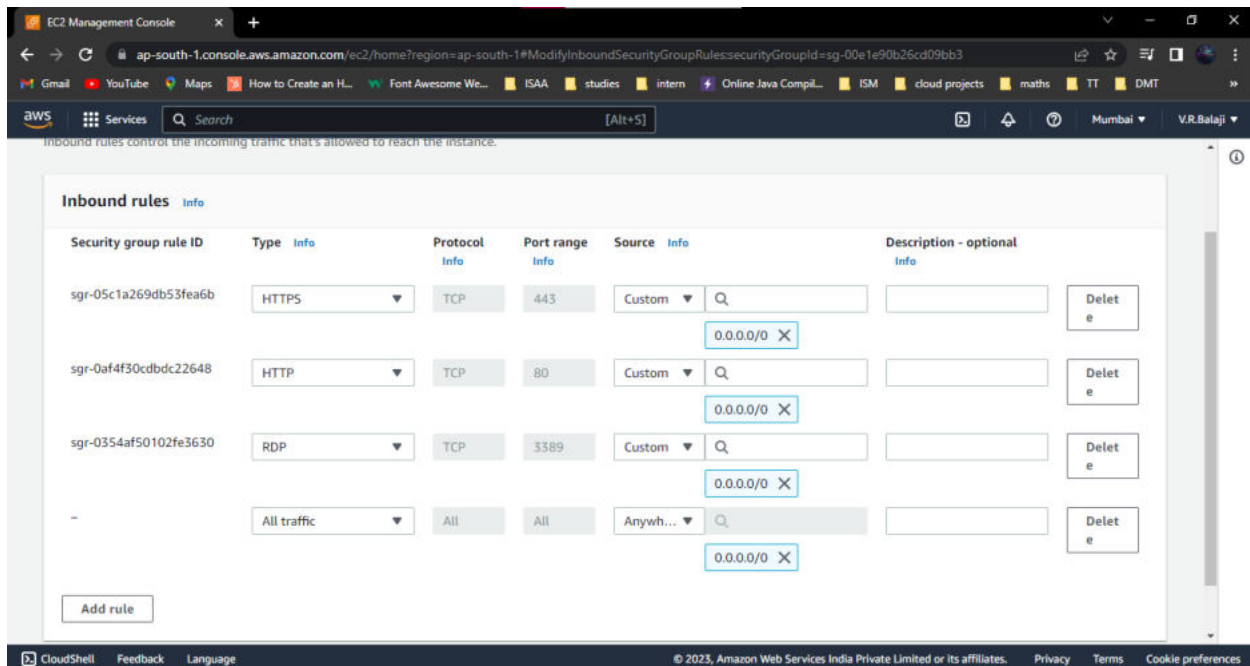 EC2 Management Console
ap-south-1.console.aws.amazon.com/ec2/home?region=ap-south-1#ModifyInboundSecurityGroupRules:securityGroupId=sg-00e1e90b26cd09bb3
Gmail YouTube Maps How to Create an H... Font Awesome We... ISAA studies intern Online Java Compil... ISM cloud projects maths TT DMT »
aws Services Search [Alt+S] Mumbai ▼ V.R.Balaji ▼
Inbound rules control the incoming traffic that's allowed to reach the instance.
Inbound rules Info
Security group rule ID Type Info Protocol Info Port range Info Source Info Description - optional Info
sgr-05c1a269db53fea6b HTTPS TCP 443 Custom Delet
e
0.0.0.0/0
sgr-0af4f30cdbdc22648 HTTP TCP 80 Custom Delet
e
0.0.0.0/0
sgr-0354af50102fe3630 RDP TCP 3389 Custom Delet
e
0.0.0.0/0
– All traffic All All Anywh... Delet
e
0.0.0.0/0
Add rule
CloudShell Feedback Language © 2023, Amazon Web Services India Private Limited or its affiliates. Privacy Terms Cookie preferences